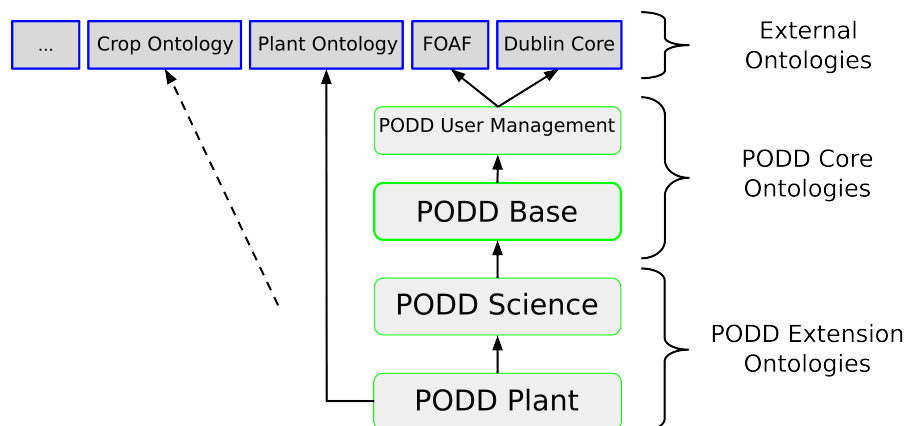 ...
Crop Ontology
Plant Ontology
FOAF
Dublin Core
External
Ontologies
PODD User Management
PODD Base
PODD Core
Ontologies
PODD Science
PODD Plant
PODD Extension
Ontologies